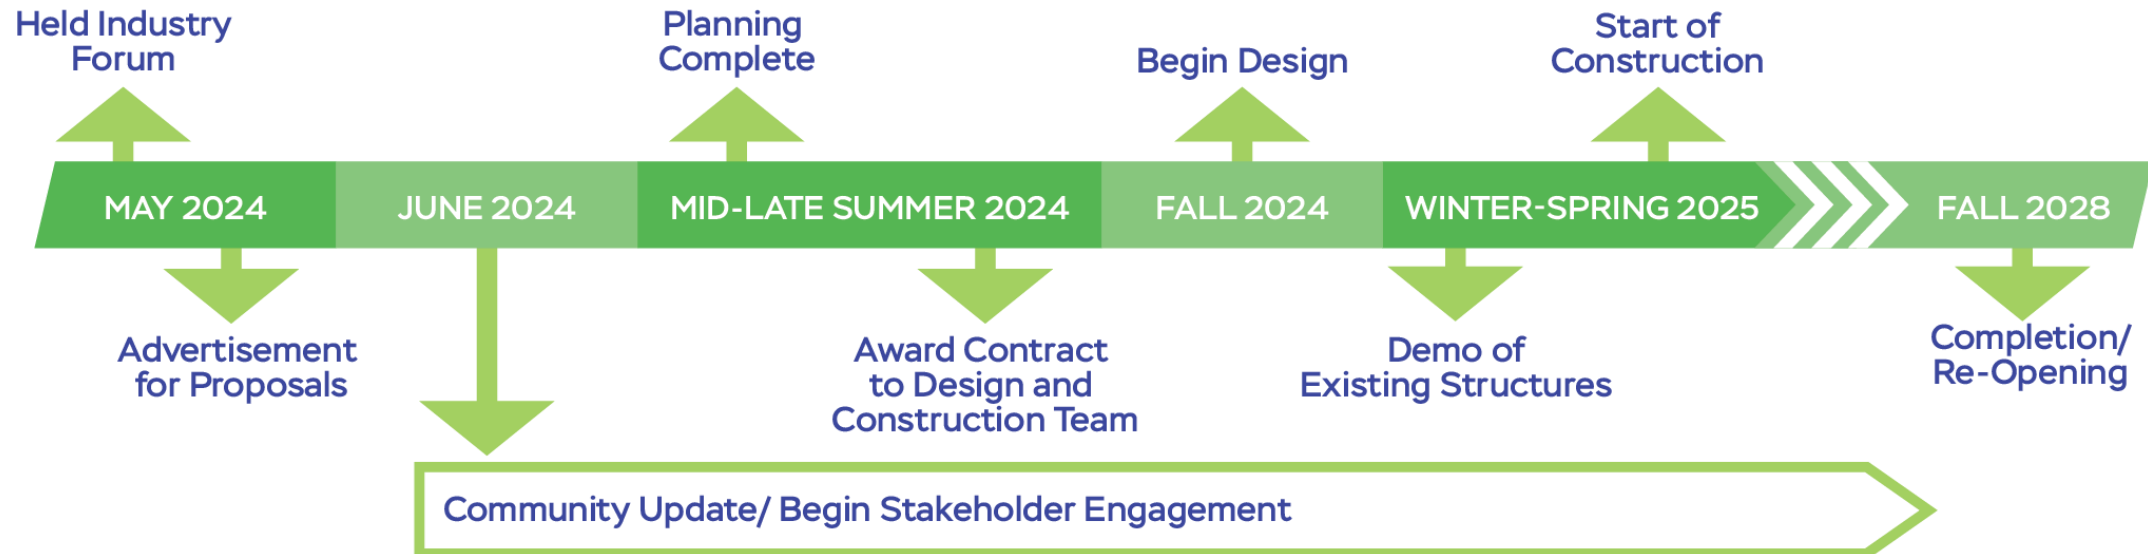 Held Industry
Forum
Planning
Complete
Begin Design
Start of
Construction
MAY 2024
JUNE 2024
MID-LATE SUMMER 2024
FALL 2024
WINTER-SPRING 2025
FALL 2028
Advertisement
for Proposals
Award Contract
to Design and
Construction Team
Demo of
Existing Structures
Completion/
Re-Opening
Community Update/ Begin Stakeholder Engagement